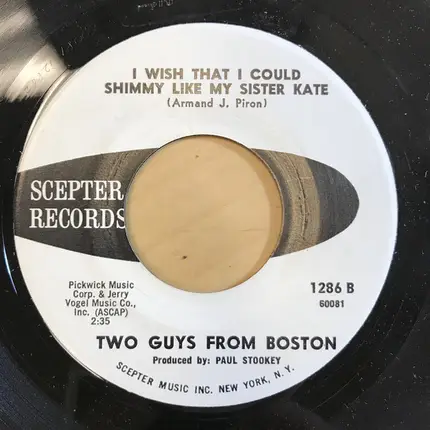 I WISH THAT I COULD
SHIMMY LIKE MY SISTER KATE
(Armand J. Piron)
SCEPTER
RECORDS
Pickwick Music
Corp. & Jerry
Vogel Music Co.,
Inc. (ASCAP)
2:35
1286 B
60081
TWO GUYS FROM BOSTON
Produced by: PAUL STOOKEY
SCEPTER MUSIC INC. NEW YORK, N. Y.